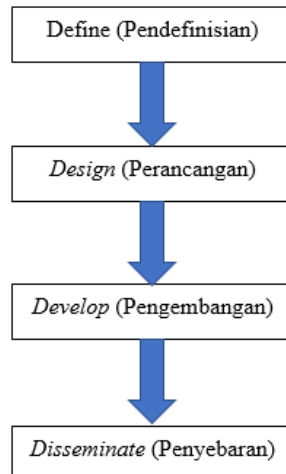 Define (Pendefinisian)
Design (Perancangan)
Develop (Pengembangan)
Disseminate (Penyebaran)